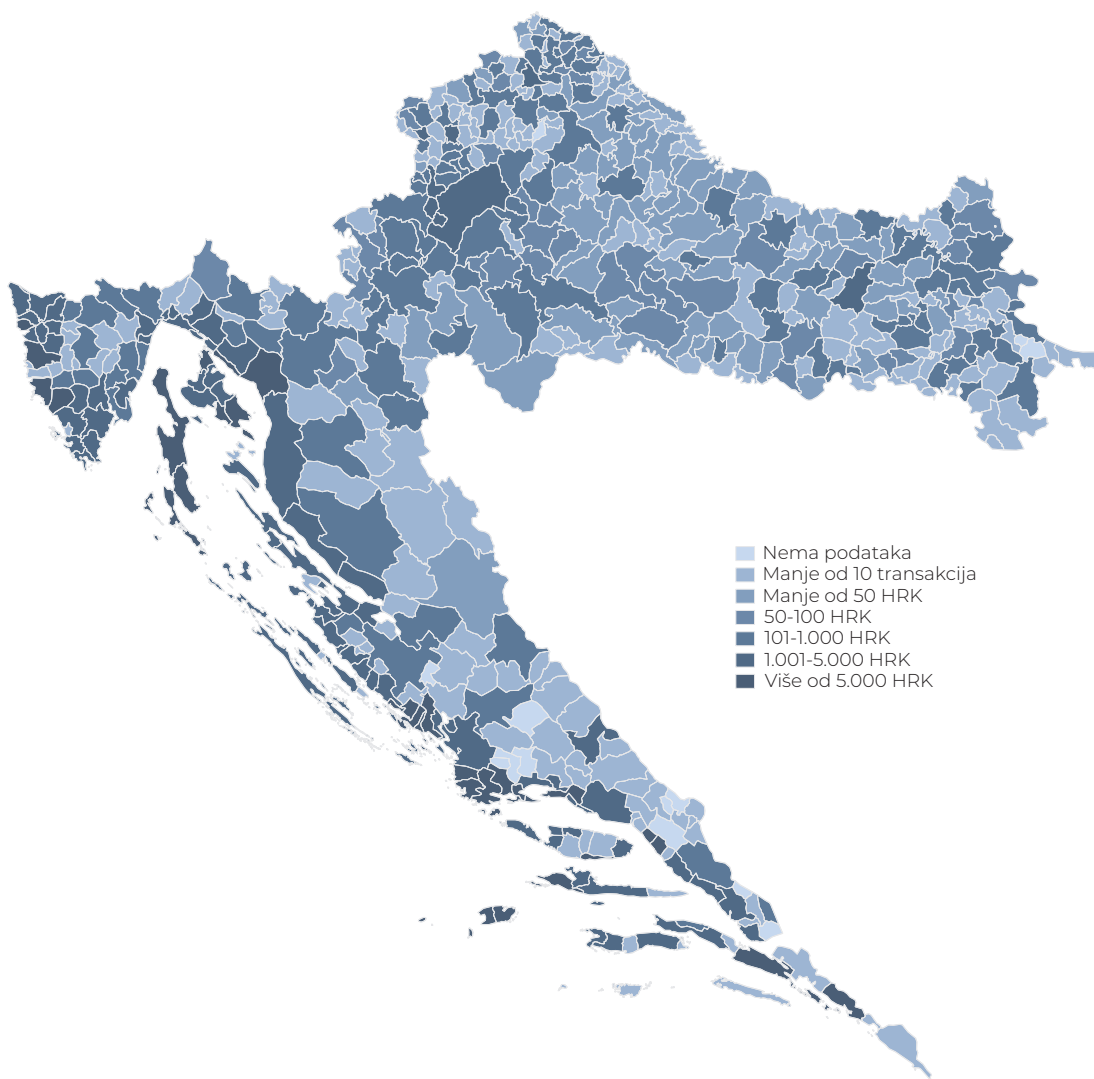 Nema podataka
Manje od 10 transakcija
Manje od 50 HRK
50-100 HRK
101-1.000 HRK
1.001-5.000 HRK
Više od 5.000 HRK